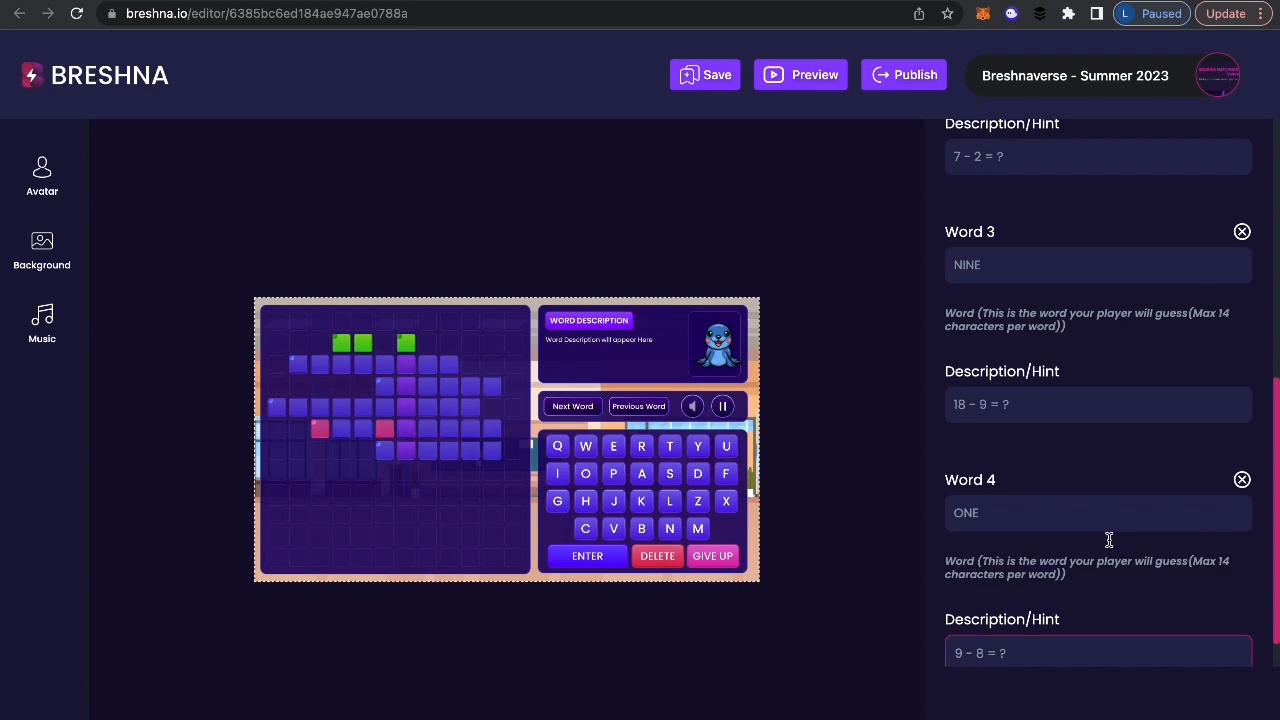 breshna.io/editor/6385bc6ed184ae947ae0788a
L Paused
Update
BRESHNA
Save
Preview
Publish
Breshnaverse - Summer 2023
Avatar
Background
Music
WORD DESCRIPTION
Word Description will appear Here
Next Word
Previous Word
Q W E R T Y U
I O P A S D F
G H J K L Z X
C V B N M
ENTER
DELETE
GIVE UP
Description/Hint
7 - 2 = ?
Word 3
NINE
Word (This is the word your player will guess(Max 14
characters per word))
Description/Hint
18 - 9 = ?
Word 4
ONE
Word (This is the word your player will guess(Max 14
characters per word))
Description/Hint
9 - 8 = ?